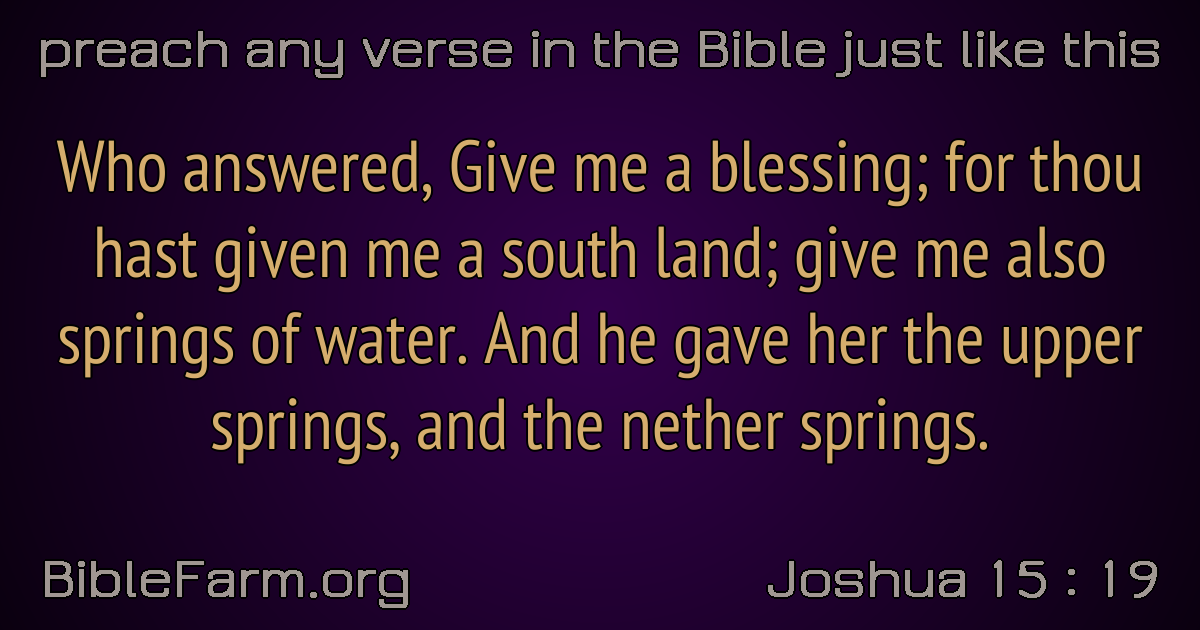 preach any verse in the Bible just like this
Who answered, Give me a blessing; for thou
hast given me a south land; give me also
springs of water. And he gave her the upper
springs, and the nether springs.
BibleFarm.org
Joshua 15 : 19